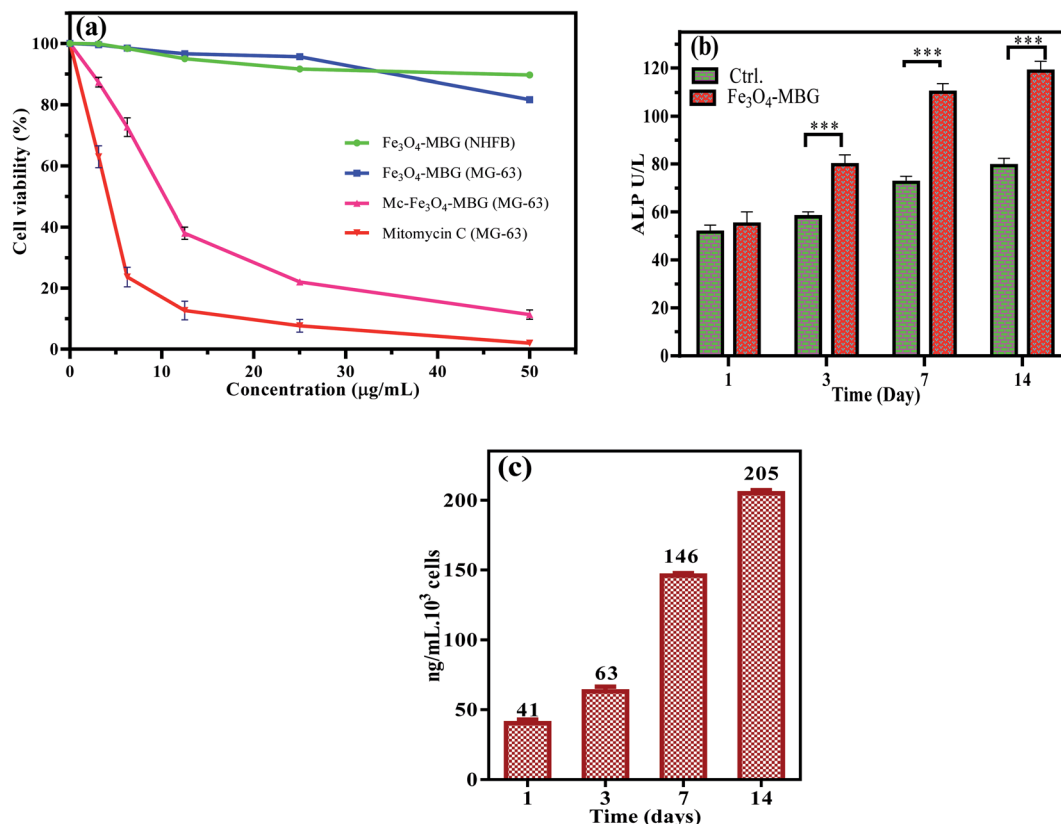 (a)
Cell viability (%)
100
80
60
40
20
0
Fe₃O₄-MBG (NHFB)
Fe₃O₄-MBG (MG-63)
Mc-Fe₃O₄-MBG (MG-63)
Mitomycin C (MG-63)
0 10 20 30 40 50
Concentration (µg/mL)
(b)
ALP U/L
120
100
80
60
40
20
0
Ctrl.
Fe₃O₄-MBG
***
***
***
1 3 7 14
Time (Day)
(c)
ng/mL.10³ cells
200
150
100
50
0
41
63
146
205
1 3 7 14
Time (days)